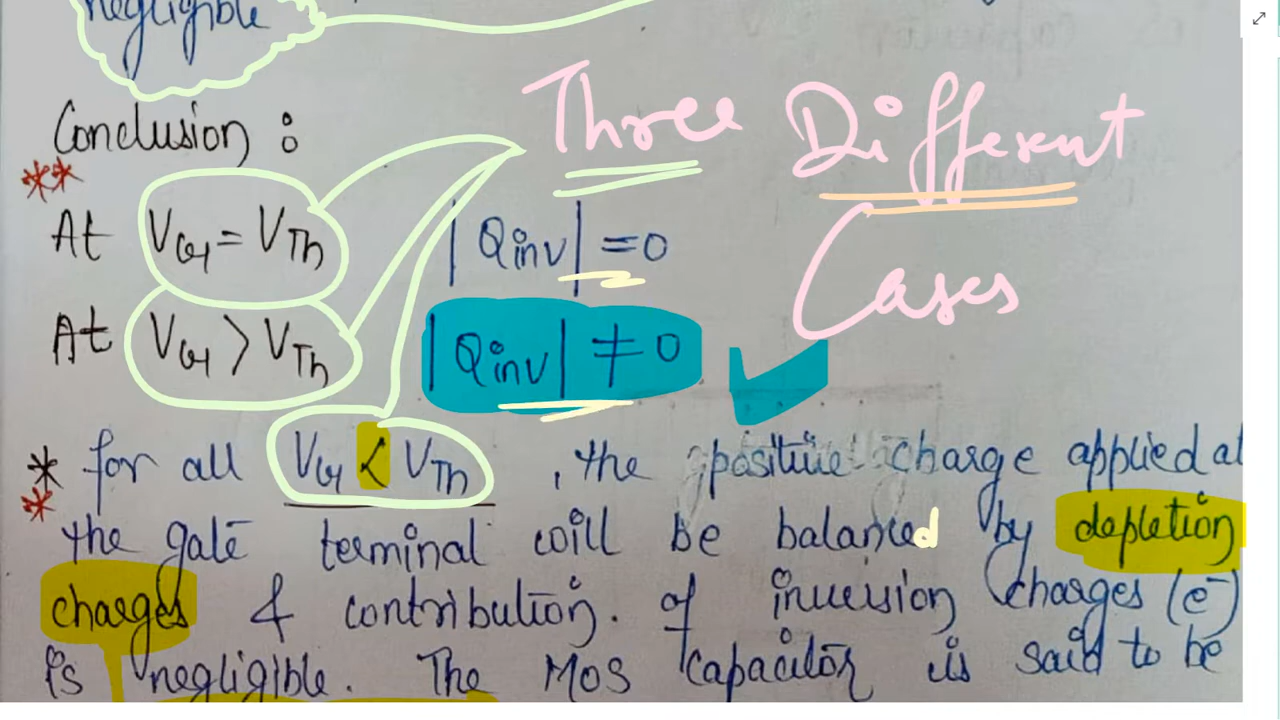 negligible
Three Different
Cases
Conclusion :
**
At VG = VTh |Qinv| = 0
At VG > VTh |Qinv| ≠ 0
* for all VG < VTh , the positive charge applied at
* the gate terminal will be balanced by depletion
charges & contribution. of inversion charges (e⁻)
is negligible. The MOS capacitor is said to be